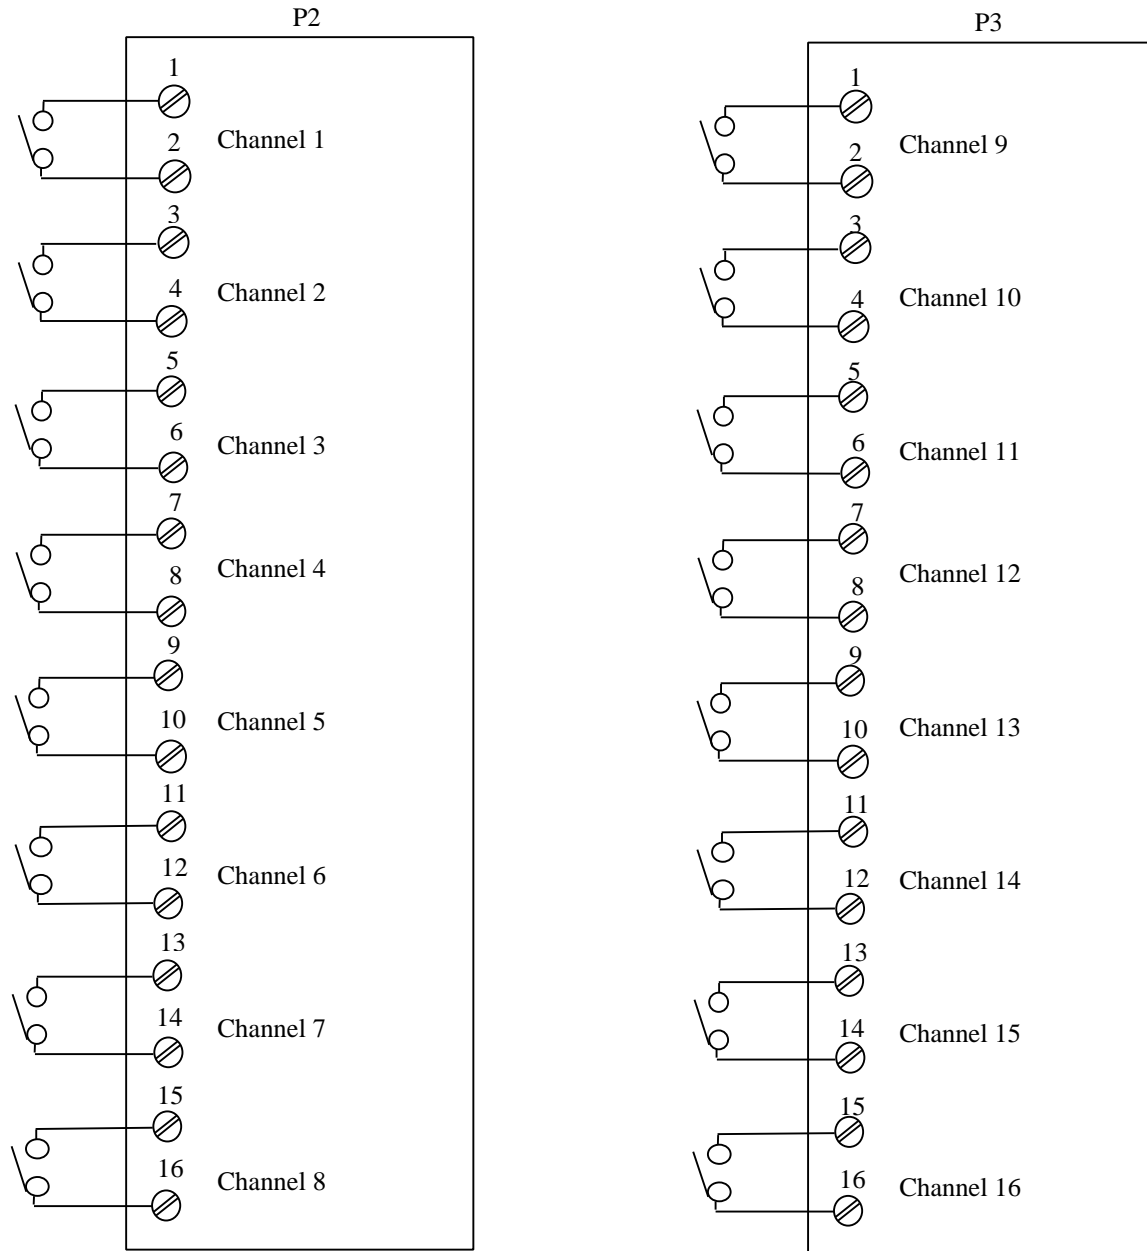 P2
1
Channel 1
2
3
Channel 2
4
5
Channel 3
6
7
Channel 4
8
9
Channel 5
10
11
Channel 6
12
13
Channel 7
14
15
Channel 8
16
P3
1
Channel 9
2
3
Channel 10
4
5
Channel 11
6
7
Channel 12
8
9
Channel 13
10
11
Channel 14
12
13
Channel 15
14
15
Channel 16
16